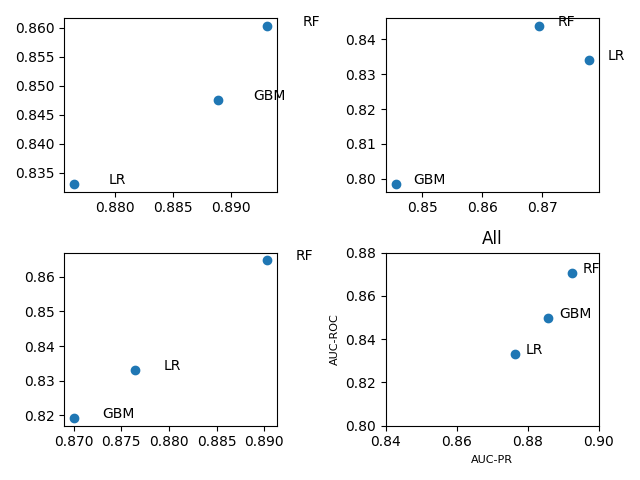 0.860
0.855
0.850
0.845
0.840
0.835
RF
GBM
LR
0.880 0.885 0.890
0.84
0.83
0.82
0.81
0.80
RF
LR
GBM
0.85 0.86 0.87
0.86
0.85
0.84
0.83
0.82
RF
LR
GBM
0.870 0.875 0.880 0.885 0.890
All
AUC-ROC
0.88
0.86
0.84
0.82
0.80
RF
GBM
LR
0.84 0.86 0.88 0.90
AUC-PR